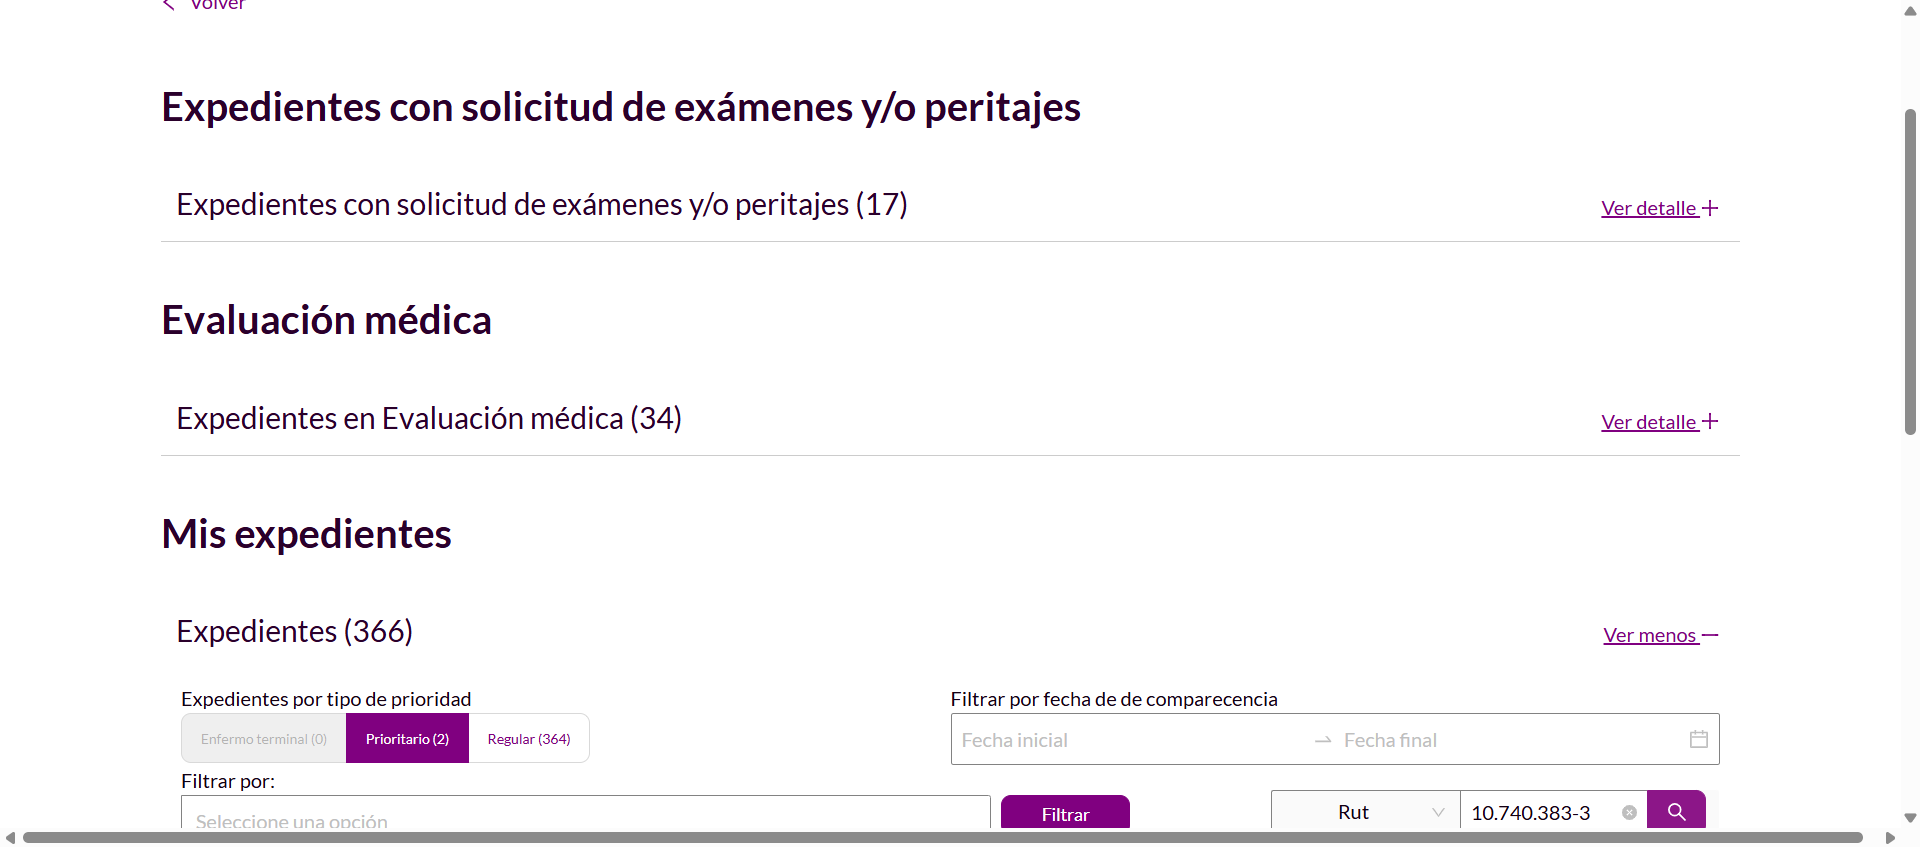 Volver
Expedientes con solicitud de exámenes y/o peritajes
Expedientes con solicitud de exámenes y/o peritajes (17)
Ver detalle
Evaluación médica
Expedientes en Evaluación médica (34)
Ver detalle
Mis expedientes
Expedientes (366)
Ver menos
Expedientes por tipo de prioridad
Filtrar por fecha de de comparecencia
Enfermo terminal (0)
Prioritario (2)
Regular (364)
Fecha inicial
Fecha final
Filtrar por:
Seleccione una opción
Filtrar
Rut
10.740.383-3